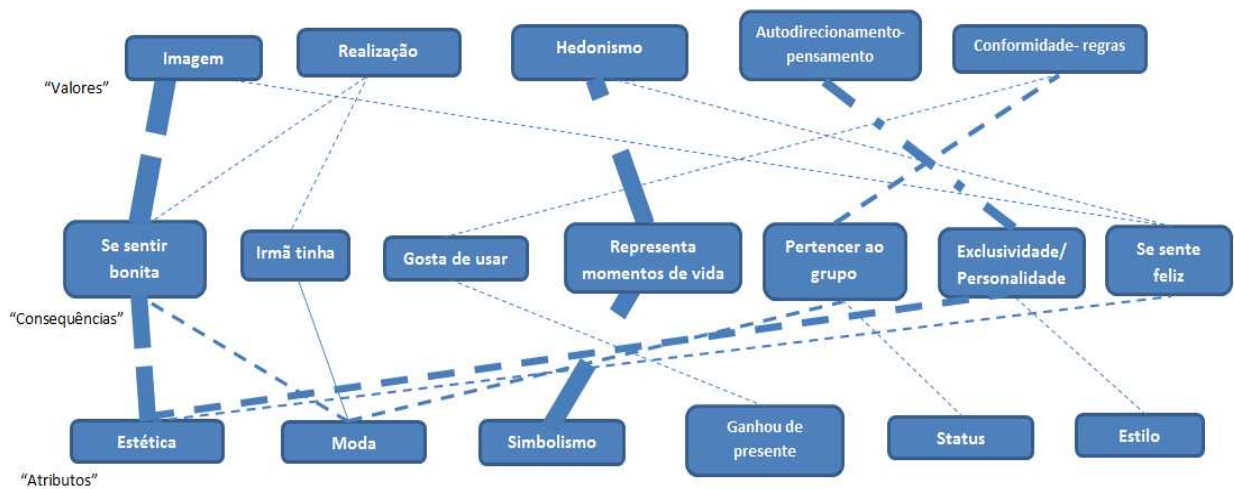 Imagem
Realização
Hedonismo
Autodirecionamento-
pensamento
Conformidade- regras
“Valores”
Se sentir
bonita
Irmã tinha
Gosta de usar
Representa
momentos de vida
Pertencer ao
grupo
Exclusividade/
Personalidade
Se sente
feliz
“Consequências”
Estética
Moda
Simbolismo
Ganhou de
presente
Status
Estilo
“Atributos”